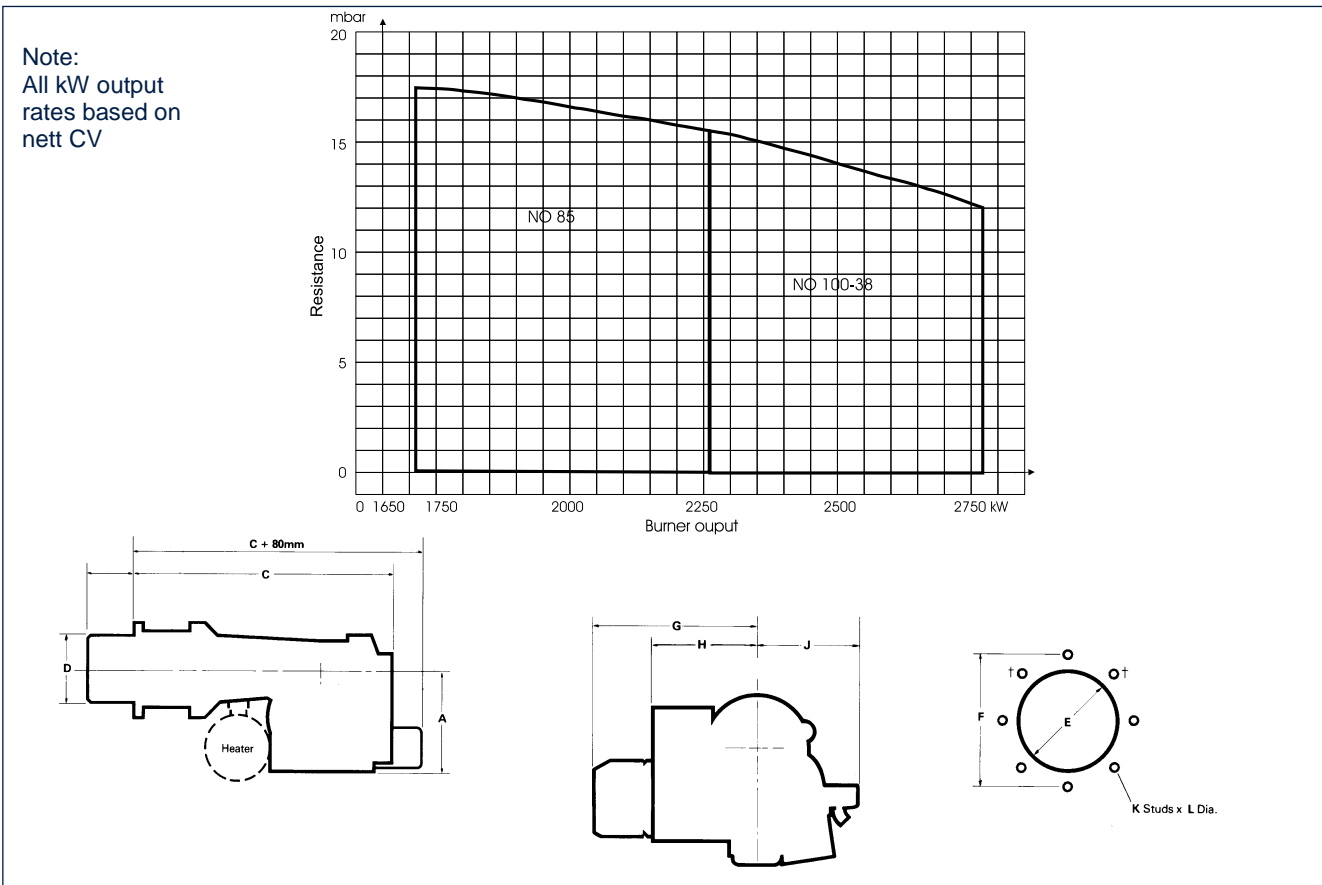 Note:
All kW output
rates based on
nett CV
mbar
20
15
10
5
0
Resistance
NO 85
NO 100-38
0 1650 1750 2000 2250 2500 2750 kW
Burner ouput
C + 80mm
C
D
A
Heater
G
H
J
†
†
F
E
K Studs x L Dia.